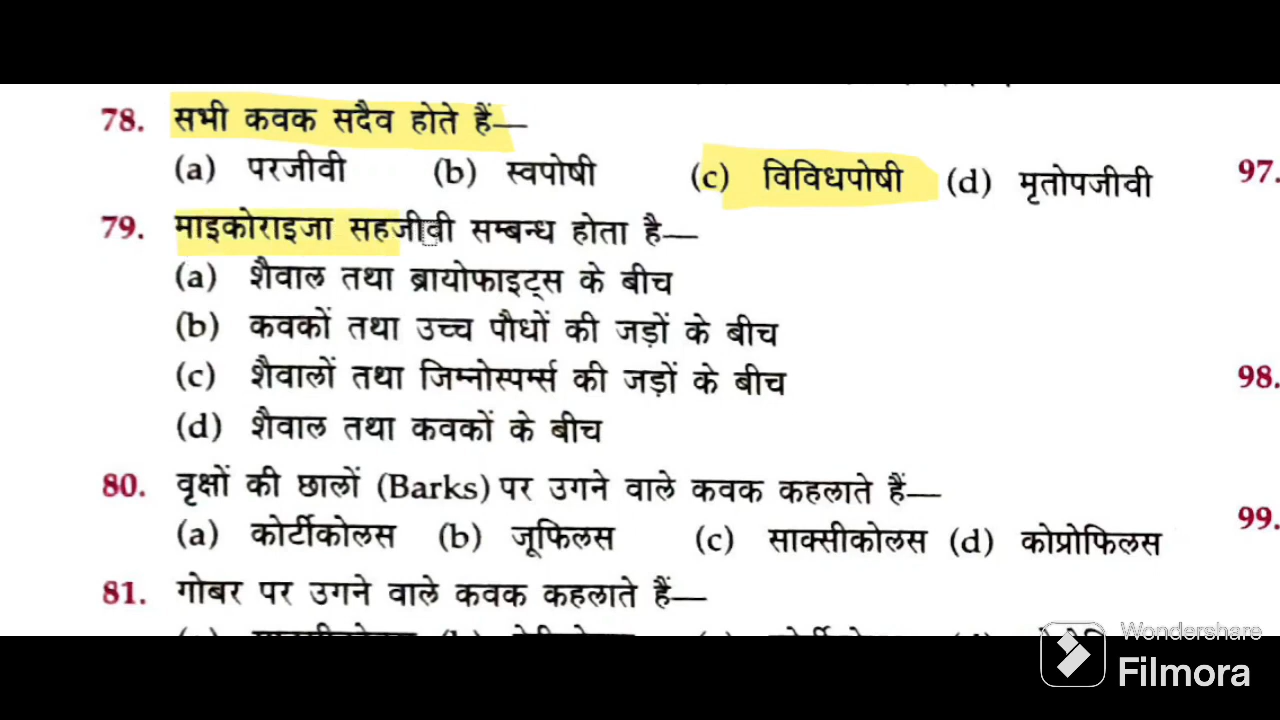 78. सभी कवक सदैव होते हैं—
(a) परजीवी (b) स्वपोषी (c) विविधपोषी (d) मृतोपजीवी 97.
79. माइकोराइजा सहजीवी सम्बन्ध होता है—
(a) शैवाल तथा ब्रायोफाइट्स के बीच
(b) कवकों तथा उच्च पौधों की जड़ों के बीच
(c) शैवालों तथा जिम्नोस्पर्म्स की जड़ों के बीच 98.
(d) शैवाल तथा कवकों के बीच
80. वृक्षों की छालों (Barks) पर उगने वाले कवक कहलाते हैं—
(a) कोर्टीकोलस (b) जूफिलस (c) साक्सीकोलस (d) कोप्रोफिलस 99.
81. गोबर पर उगने वाले कवक कहलाते हैं—
Wondershare
Filmora